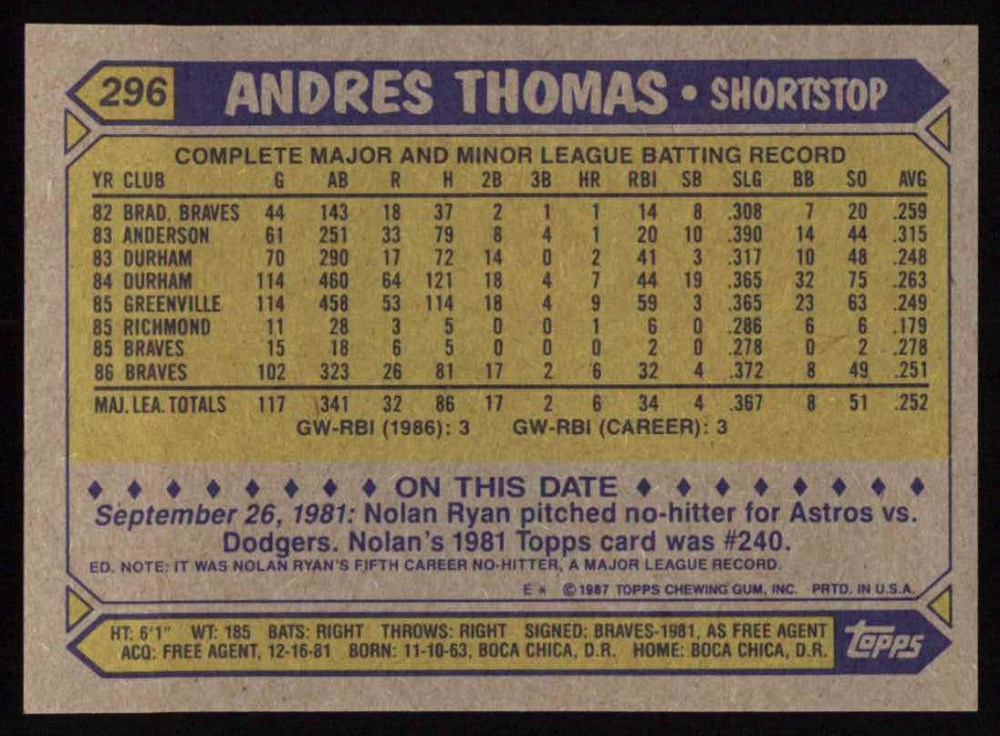 296 ANDRES THOMAS • SHORTSTOP
COMPLETE MAJOR AND MINOR LEAGUE BATTING RECORD
YR CLUB G AB R H 2B 3B HR RBI SB SLG BB SO AVG
82 BRAD. BRAVES 44 143 18 37 2 1 1 14 8 .308 7 20 .259
83 ANDERSON 61 251 33 79 8 4 1 20 10 .390 14 44 .315
83 DURHAM 70 290 17 72 14 0 2 41 3 .317 10 48 .248
84 DURHAM 114 460 64 121 18 4 7 44 19 .365 32 75 .263
85 GREENVILLE 114 458 53 114 18 4 9 59 3 .365 23 63 .249
85 RICHMOND 11 28 3 5 0 0 1 6 0 .286 6 6 .179
85 BRAVES 15 18 6 5 0 0 0 2 0 .278 0 2 .278
86 BRAVES 102 323 26 81 17 2 6 32 4 .372 8 49 .251
MAJ. LEA. TOTALS 117 341 32 86 17 2 6 34 4 .367 8 51 .252
GW-RBI (1986): 3 GW-RBI (CAREER): 3
♦ ♦ ♦ ♦ ♦ ♦ ♦ ♦ ON THIS DATE ♦ ♦ ♦ ♦ ♦ ♦ ♦ ♦
September 26, 1981: Nolan Ryan pitched no-hitter for Astros vs.
Dodgers. Nolan's 1981 Topps card was #240.
ED. NOTE: IT WAS NOLAN RYAN'S FIFTH CAREER NO-HITTER, A MAJOR LEAGUE RECORD.
E * © 1987 TOPPS CHEWING GUM, INC. PRTD. IN U.S.A.
HT: 6'1" WT: 185 BATS: RIGHT THROWS: RIGHT SIGNED: BRAVES-1981, AS FREE AGENT
ACQ: FREE AGENT, 12-16-81 BORN: 11-10-63, BOCA CHICA, D.R. HOME: BOCA CHICA, D.R.
Topps